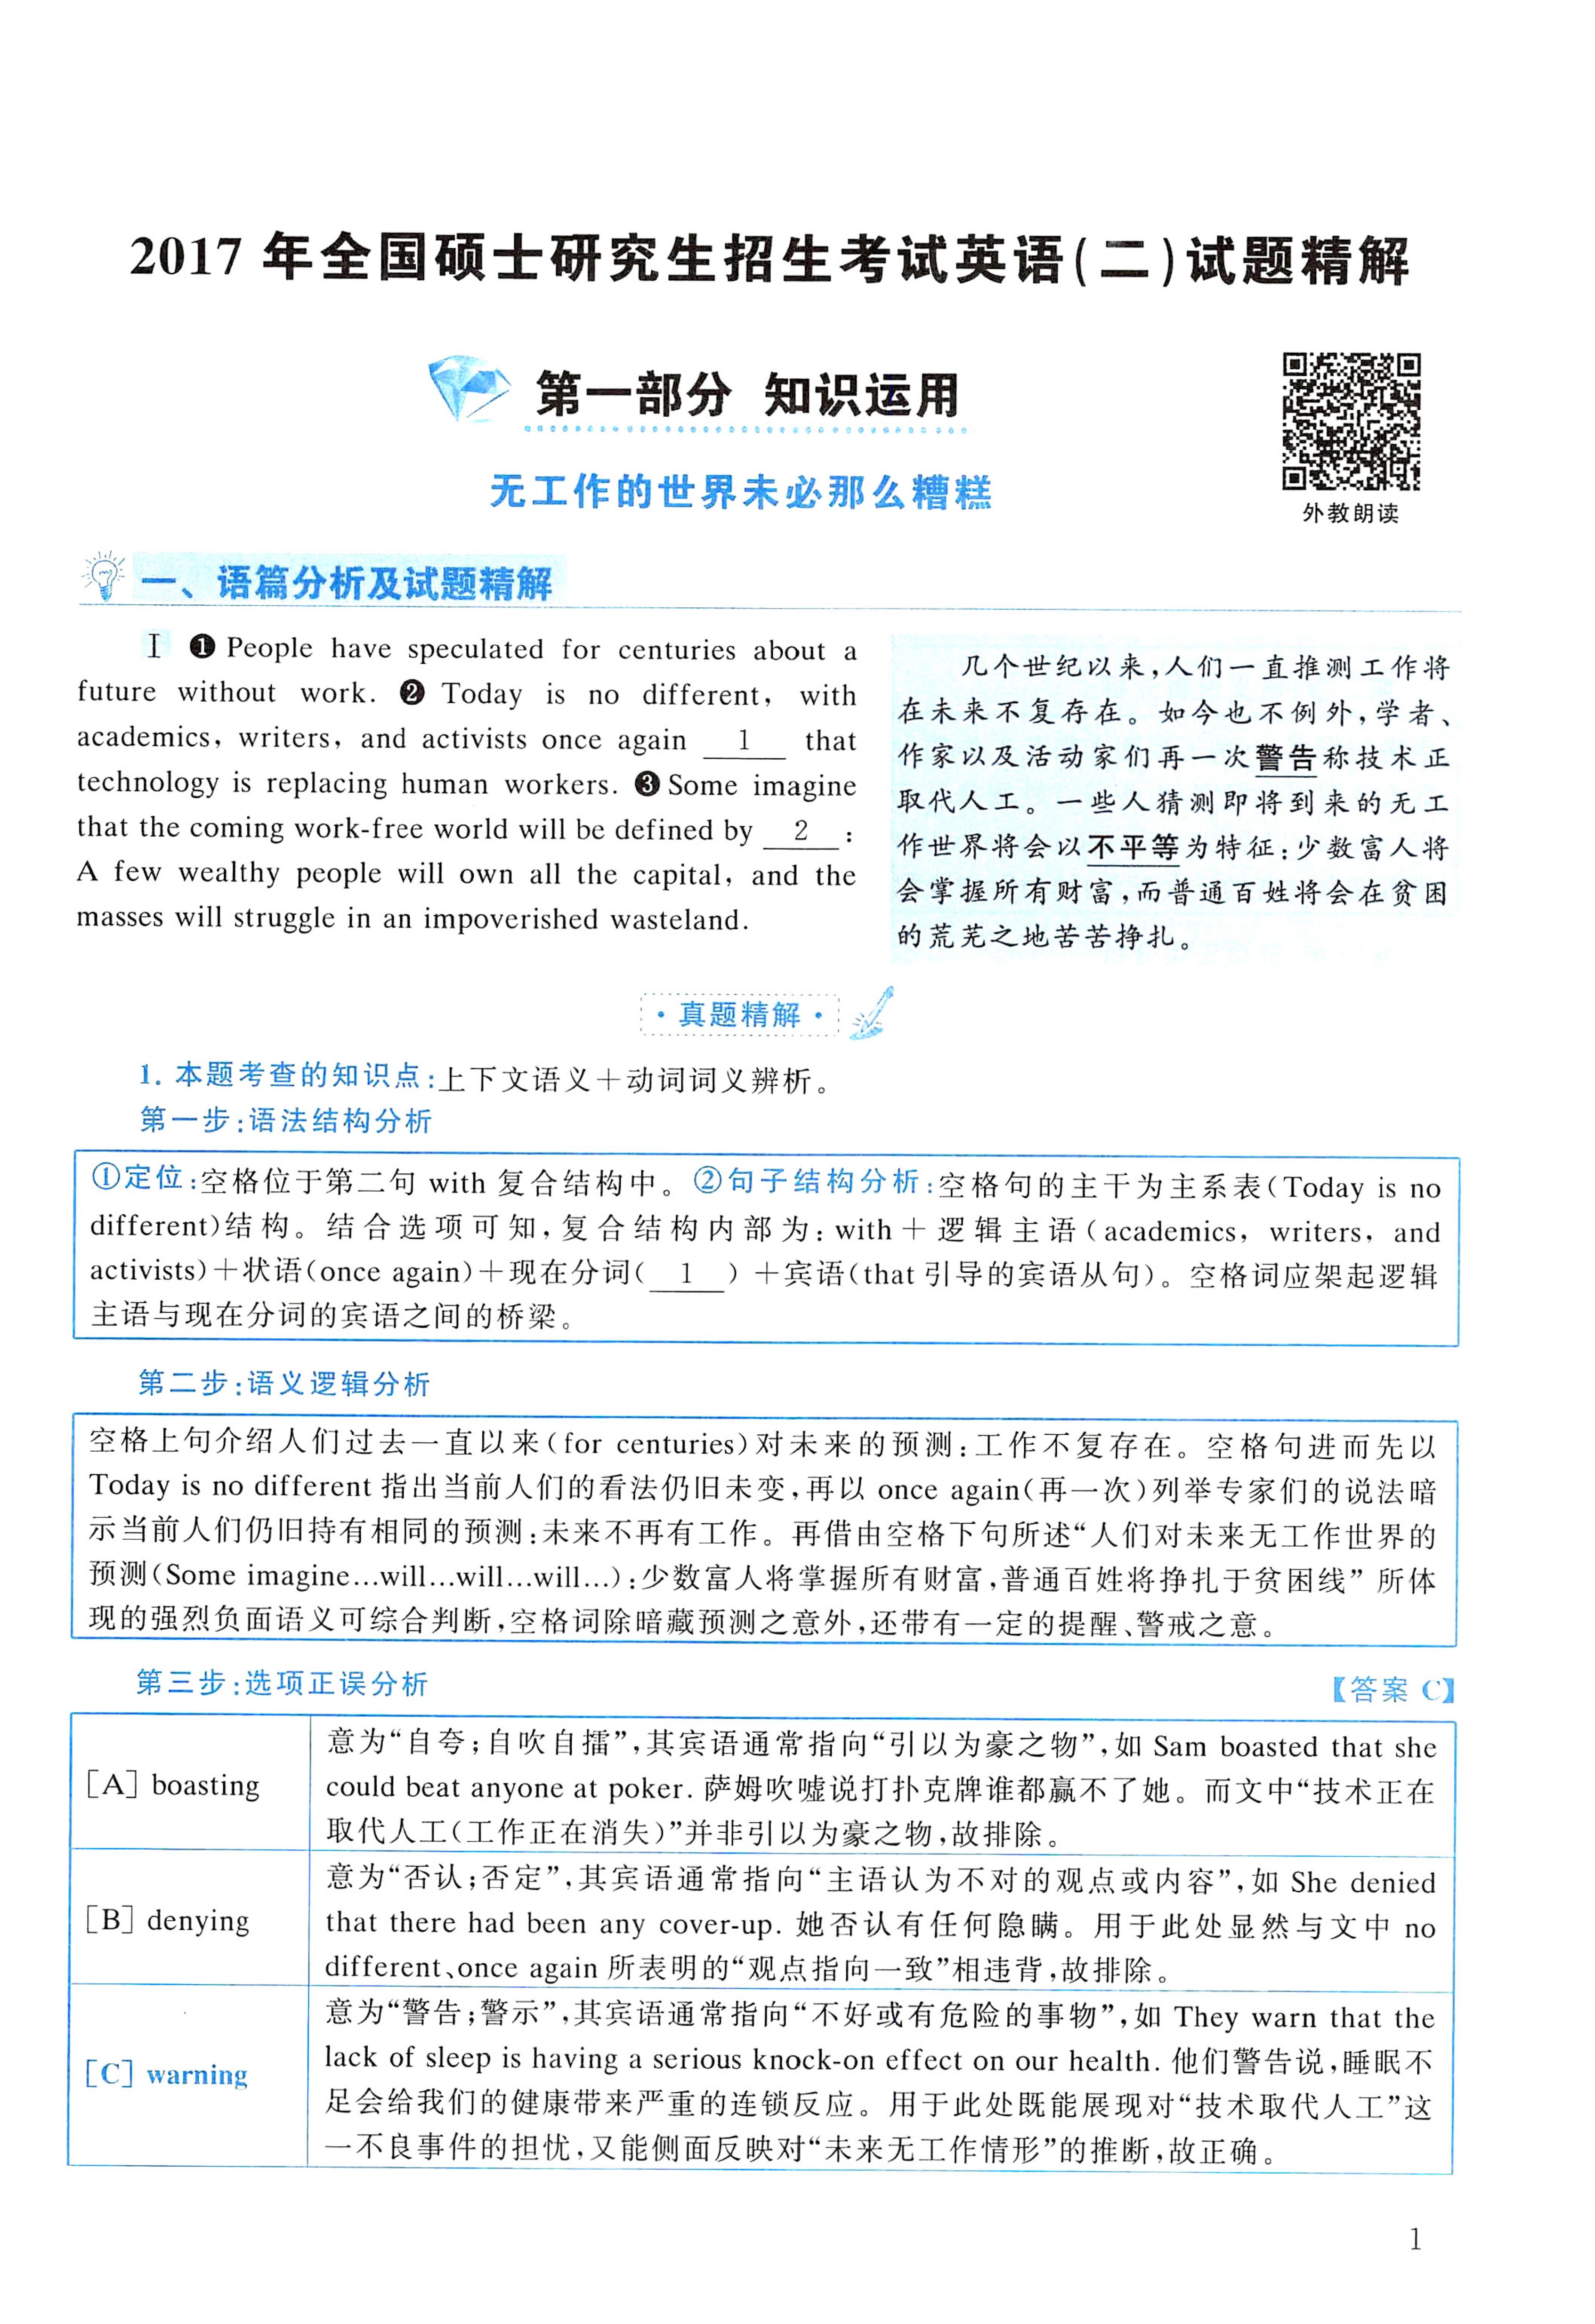 2017 年全国硕士研究生招生考试英语(二)试题精解
第一部分 知识运用
无工作的世界未必那么糟糕
外教朗读
一、语篇分析及试题精解
Ⅰ ❶ People have speculated for centuries about a
future without work. ❷ Today is no different, with
academics, writers, and activists once again 1 that
technology is replacing human workers. ❸ Some imagine
that the coming work-free world will be defined by 2 :
A few wealthy people will own all the capital, and the
masses will struggle in an impoverished wasteland.
几个世纪以来,人们一直推测工作将
在未来不复存在。如今也不例外,学者、
作家以及活动家们再一次警告称技术正
取代人工。一些人猜测即将到来的无工
作世界将会以不平等为特征:少数富人将
会掌握所有财富,而普通百姓将会在贫困
的荒芜之地苦苦挣扎。
·真题精解·
1. 本题考查的知识点:上下文语义+动词词义辨析。
第一步:语法结构分析
①定位:空格位于第二句 with 复合结构中。②句子结构分析:空格句的主干为主系表(Today is no
different)结构。结合选项可知,复合结构内部为: with + 逻辑主语(academics, writers, and
activists)+状语(once again)+现在分词( 1 )+宾语(that 引导的宾语从句)。空格词应架起逻辑
主语与现在分词的宾语之间的桥梁。
第二步:语义逻辑分析
空格上句介绍人们过去一直以来(for centuries)对未来的预测:工作不复存在。空格句进而先以
Today is no different 指出当前人们的看法仍旧未变,再以 once again(再一次)列举专家们的说法暗
示当前人们仍旧持有相同的预测:未来不再有工作。再借由空格下句所述“人们对未来无工作世界的
预测(Some imagine...will...will...will...):少数富人将掌握所有财富,普通百姓将挣扎于贫困线” 所体
现的强烈负面语义可综合判断,空格词除暗藏预测之意外,还带有一定的提醒、警戒之意。
第三步:选项正误分析 【答案 C】
[A] boasting
意为“自夸;自吹自擂”,其宾语通常指向“引以为豪之物”,如 Sam boasted that she
could beat anyone at poker. 萨姆吹嘘说打扑克牌谁都赢不了她。而文中“技术正在
取代人工(工作正在消失)”并非引以为豪之物,故排除。
[B] denying
意为“否认;否定”,其宾语通常指向“主语认为不对的观点或内容”,如 She denied
that there had been any cover-up. 她否认有任何隐瞒。用于此处显然与文中 no
different、once again 所表明的“观点指向一致”相违背,故排除。
[C] warning
意为“警告;警示”,其宾语通常指向“不好或有危险的事物”,如 They warn that the
lack of sleep is having a serious knock-on effect on our health. 他们警告说,睡眠不
足会给我们的健康带来严重的连锁反应。用于此处既能展现对“技术取代人工”这
一不良事件的担忧,又能侧面反映对“未来无工作情形”的推断,故正确。
1